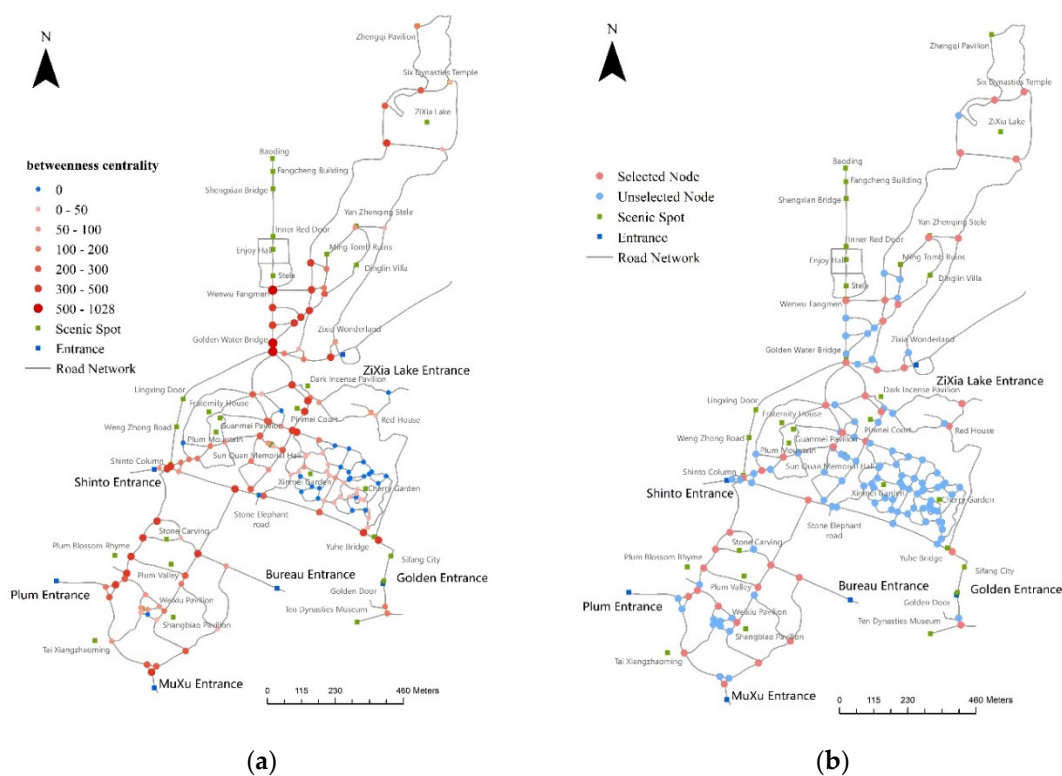 N
Zhengqi Pavilion
Six Dynasties Temple
ZiXia Lake
betweenness centrality
0
0 - 50
50 - 100
100 - 200
200 - 300
300 - 500
500 - 1028
Scenic Spot
Entrance
Road Network
Baoding
Fangcheng Building
Shengxian Bridge
Yan Zhenqing Stele
Inner Red Door
Enjoy Hall
Ming Tomb Ruins
Dinglin Villa
Stele
Wenwu Fangmen
Zixia Wonderland
Golden Water Bridge
ZiXia Lake Entrance
Lingxing Door
Dark Incense Pavilion
Fraternity House
Pinmei Court
Red House
Weng Zhong Road
Guanmei Pavilion
Plum Mountain
Sun Quan Memorial Hall
Shinto Column
Shinto Entrance
Xinmei Garden
Cherry Garden
Stone Elephant
road
Stone Carving
Yuhe Bridge
Plum Blossom Rhyme
Sifang City
Plum Valley
Bureau Entrance
Golden Entrance
Golden Door
Plum Entrance
Weixiu Pavilion
Ten Dynasties Museum
Shangbiao Pavilion
Tai Xiangzhaoming
MuXu Entrance
0 115 230 460 Meters
(a)
N
Zhengqi Pavilion
Six Dynasties Temple
ZiXia Lake
Selected Node
Unselected Node
Scenic Spot
Entrance
Road Network
Baoding
Fangcheng Building
Shengxian Bridge
Yan Zhenqing Stele
Inner Red Door
Enjoy Hall
Ming Tomb Ruins
Dinglin Villa
Stele
Wenwu Fangmen
Zixia Wonderland
Golden Water Bridge
ZiXia Lake Entrance
Lingxing Door
Dark Incense Pavilion
Fraternity House
Pinmei Court
Red House
Weng Zhong Road
Guanmei Pavilion
Plum Mountain
Sun Quan Memorial Hall
Shinto Column
Shinto Entrance
Xinmei Garden
Cherry Garden
Stone Elephant
road
Stone Carving
Yuhe Bridge
Plum Blossom Rhyme
Sifang City
Plum Valley
Bureau Entrance
Golden Entrance
Golden Door
Plum Entrance
Weixiu Pavilion
Ten Dynasties Museum
Shangbiao Pavilion
Tai Xiangzhaoming
MuXu Entrance
0 115 230 460 Meters
(b)